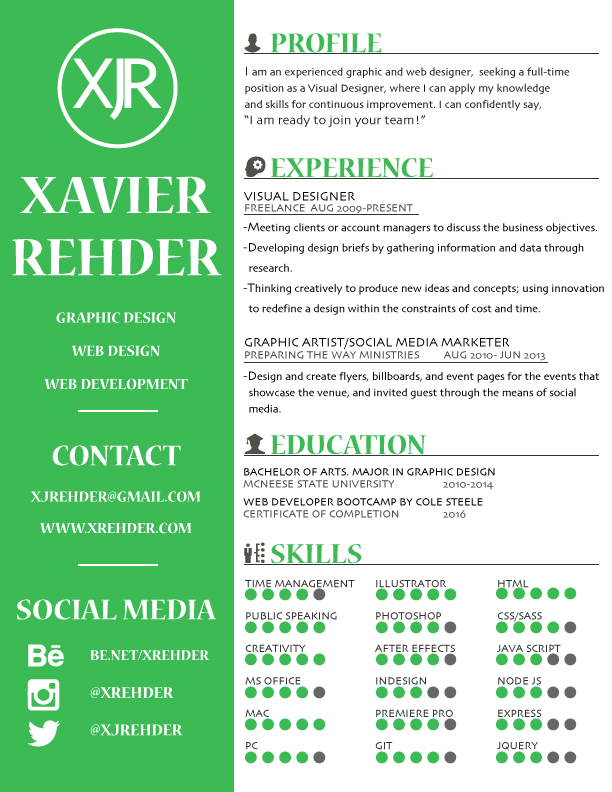 XJR
XAVIER
REHDER
GRAPHIC DESIGN
WEB DESIGN
WEB DEVELOPMENT
CONTACT
XJREHDER@GMAIL.COM
WWW.XREHDER.COM
SOCIAL MEDIA
Bē BE.NET/XREHDER
@XREHDER
@XJREHDER
PROFILE
I am an experienced graphic and web designer, seeking a full-time
position as a Visual Designer, where I can apply my knowledge
and skills for continuous improvement. I can confidently say,
“I am ready to join your team!”
EXPERIENCE
VISUAL DESIGNER
FREELANCE AUG 2009-PRESENT
-Meeting clients or account managers to discuss the business objectives.
-Developing design briefs by gathering information and data through
research.
-Thinking creatively to produce new ideas and concepts; using innovation
to redefine a design within the constraints of cost and time.
GRAPHIC ARTIST/SOCIAL MEDIA MARKETER
PREPARING THE WAY MINISTRIES AUG 2010- JUN 2013
-Design and create flyers, billboards, and event pages for the events that
showcase the venue, and invited guest through the means of social
media.
EDUCATION
BACHELOR OF ARTS. MAJOR IN GRAPHIC DESIGN
MCNEESE STATE UNIVERSITY 2010-2014
WEB DEVELOPER BOOTCAMP BY COLE STEELE
CERTIFICATE OF COMPLETION 2016
SKILLS
TIME MANAGEMENT ILLUSTRATOR HTML
PUBLIC SPEAKING PHOTOSHOP CSS/SASS
CREATIVITY AFTER EFFECTS JAVA SCRIPT
MS OFFICE INDESIGN NODE JS
MAC PREMIERE PRO EXPRESS
PC GIT JQUERY